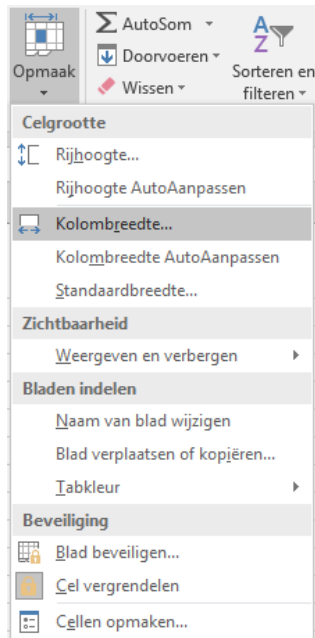 AutoSom
Doorvoeren
Wissen
Opmaak
Sorteren en
filteren
Celgrootte
Rijhoogte...
Rijhoogte AutoAanpassen
Kolombreedte...
Kolombreedte AutoAanpassen
Standaardbreedte...
Zichtbaarheid
Weergeven en verbergen
Bladen indelen
Naam van blad wijzigen
Blad verplaatsen of kopiëren...
Tabkleur
Beveiliging
Blad beveiligen...
Cel vergrendelen
Cellen opmaken...